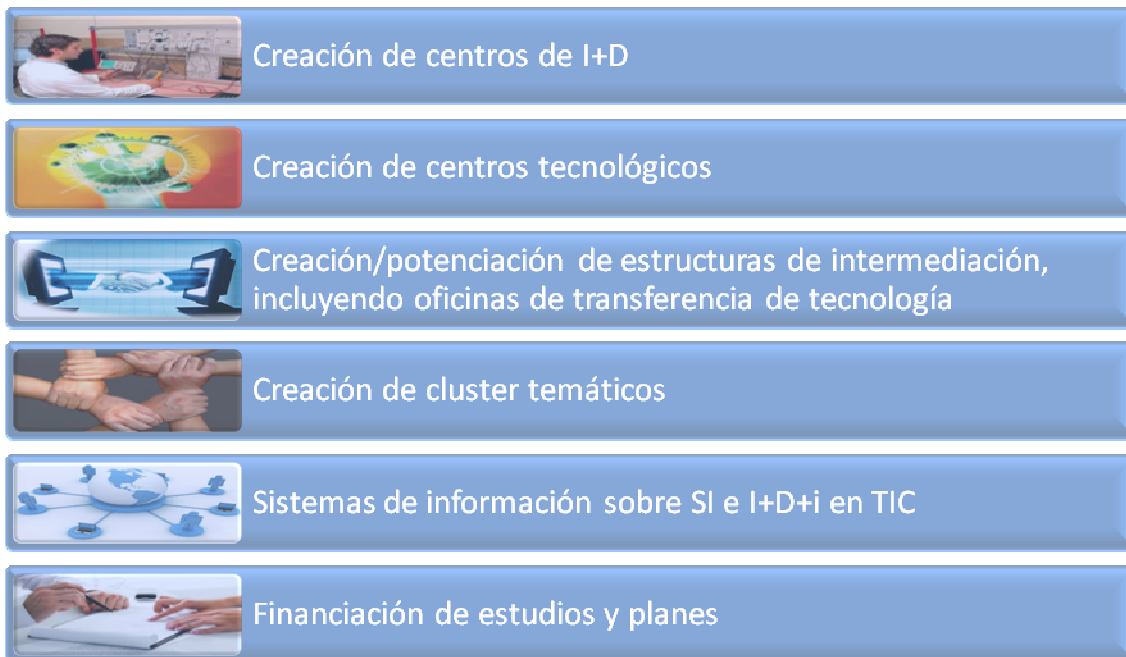 Creación de centros de I+D
Creación de centros tecnológicos
Creación/potenciación de estructuras de intermediación,
incluyendo oficinas de transferencia de tecnología
Creación de cluster temáticos
Sistemas de información sobre SI e I+D+i en TIC
Financiación de estudios y planes